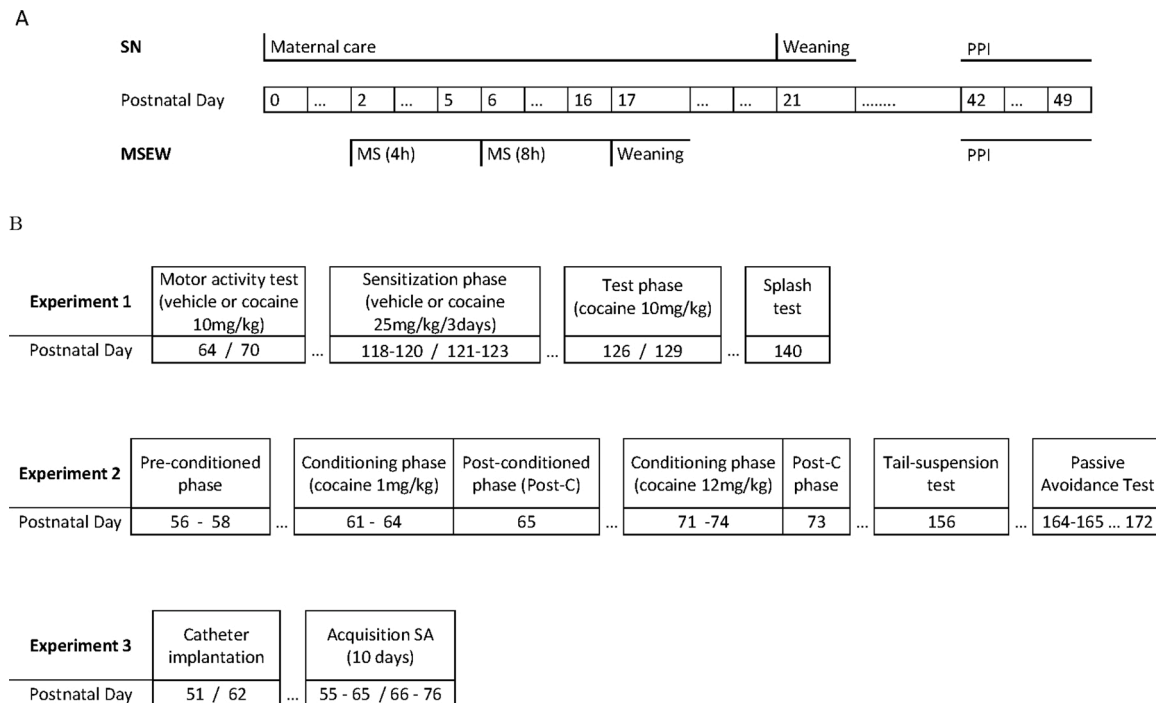 A
SN Maternal care Weaning PPI
Postnatal Day 0 ... 2 ... 5 6 ... 16 17 ... ... 21 ........ 42 ... 49
MSEW MS (4h) MS (8h) Weaning PPI
B
Motor activity test Sensitization phase Test phase Splash
Experiment 1 (vehicle or cocaine (vehicle or cocaine (cocaine 10mg/kg) test
10mg/kg) 25mg/kg/3days)
Postnatal Day 64 / 70 ... 118-120 / 121-123 ... 126 / 129 ... 140
Experiment 2 Pre-conditioned Conditioning phase Post-conditioned Conditioning phase Post-C Tail-suspension Passive
phase (cocaine 1mg/kg) phase (Post-C) (cocaine 12mg/kg) phase test Avoidance Test
Postnatal Day 56 - 58 ... 61 - 64 65 ... 71 -74 73 ... 156 ... 164-165 ... 172
Experiment 3 Catheter Acquisition SA
implantation (10 days)
Postnatal Day 51 / 62 ... 55 - 65 / 66 - 76